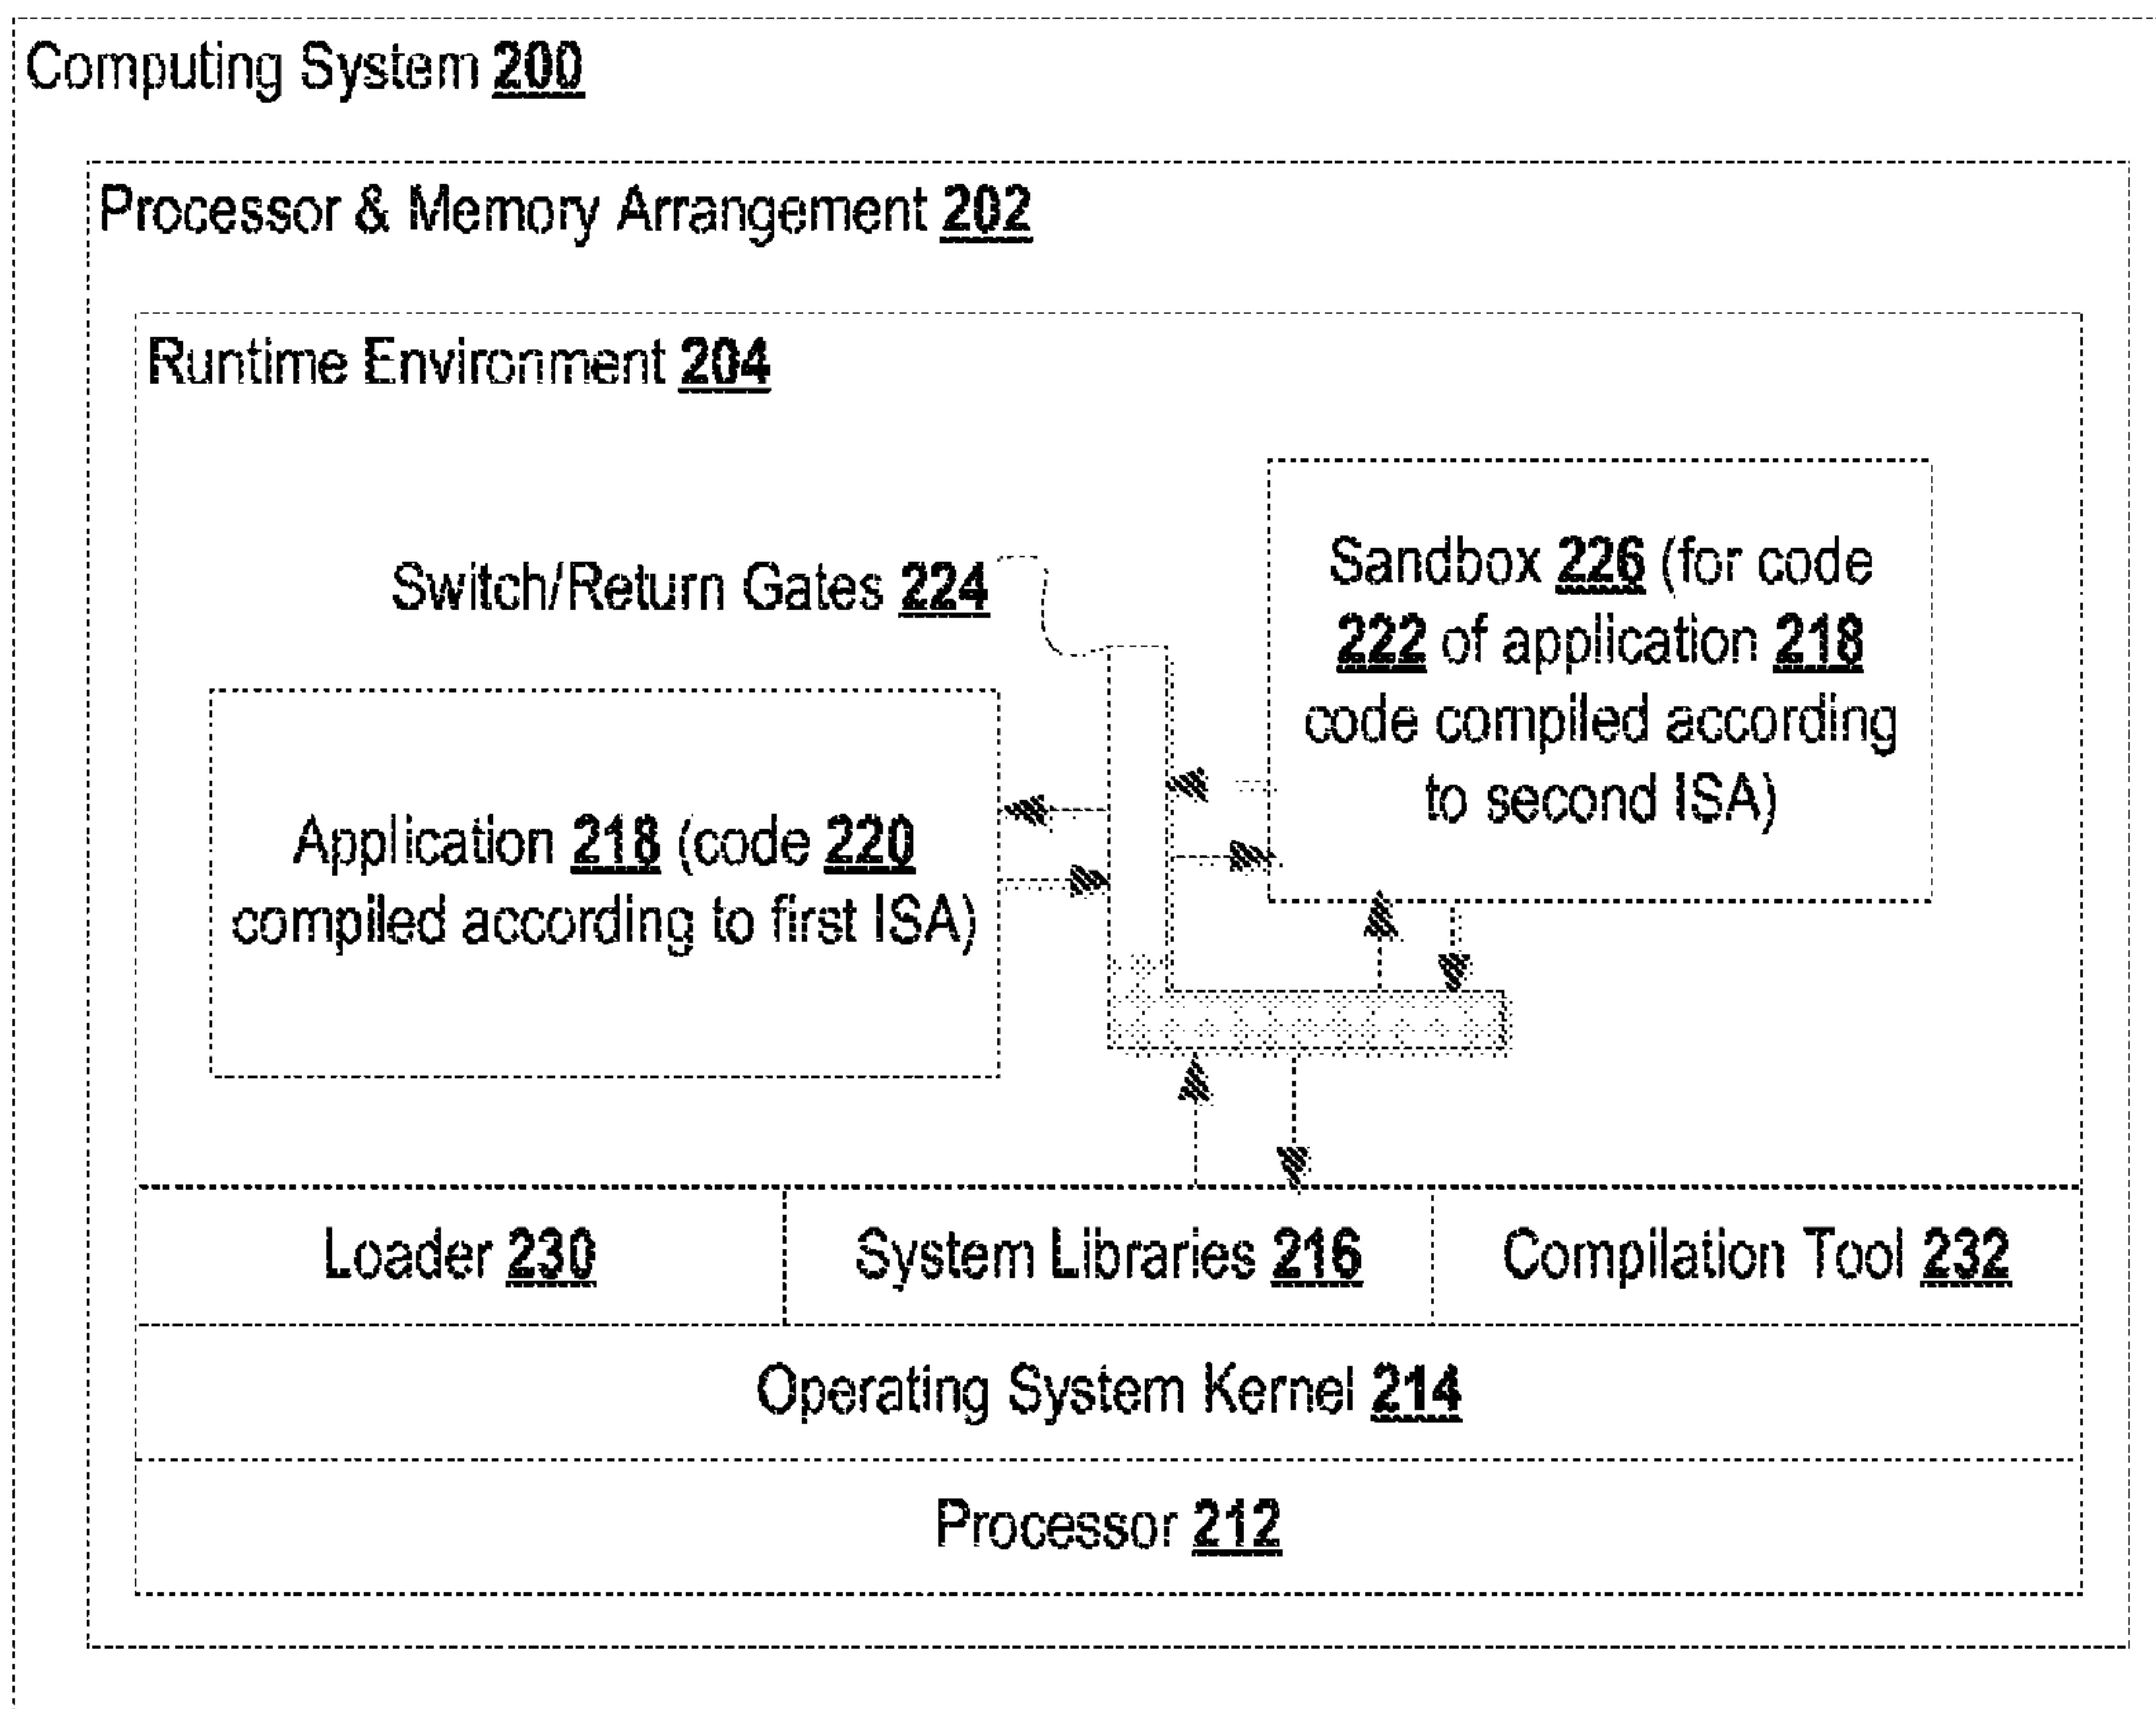 Computing System 200
Processor & Memory Arrangement 202
Runtime Environment 204
Switch/Return Gates 224
Sandbox 226 (for code
222 of application 218
code compiled according
to second ISA)
Application 218 (code 220
compiled according to first ISA)
Loader 230
System Libraries 216
Compilation Tool 232
Operating System Kernel 214
Processor 212